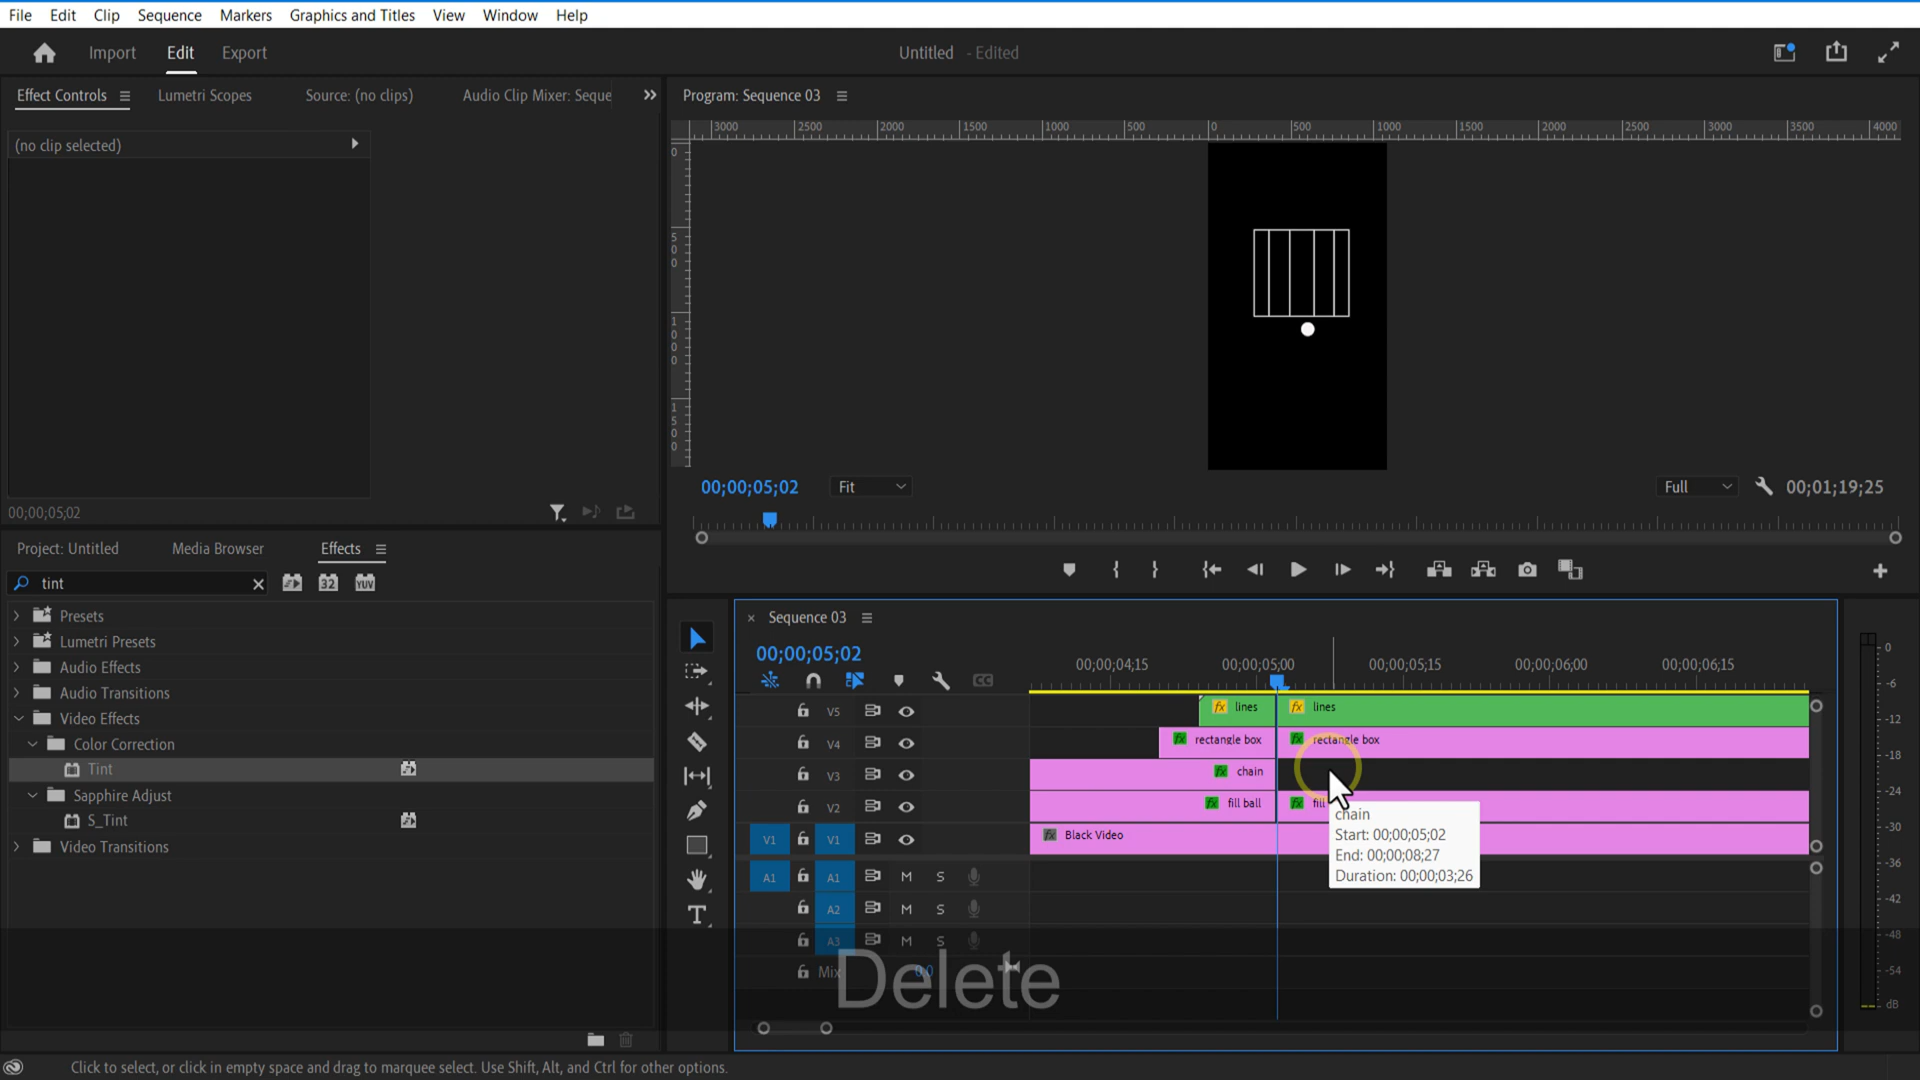 File Edit Clip Sequence Markers Graphics and Titles View Window Help
Import Edit Export Untitled - Edited
Effect Controls Lumetri Scopes Source: (no clips) Audio Clip Mixer: Seque
(no clip selected)
00;00;05;02
Program: Sequence 03
3000 2500 2000 1500 1000 500 0 500 1000 1500 2000 2500 3000 3500 4000
0
500
1000
1500
00;00;05;02 Fit Full 00;01;19;25
Project: Untitled Media Browser Effects
tint 32 YUV
Presets
Lumetri Presets
Audio Effects
Audio Transitions
Video Effects
Color Correction
Tint
Sapphire Adjust
S_Tint
Video Transitions
Sequence 03
00;00;05;02
00;00;04;15 00;00;05;00 00;00;05;15 00;00;06;00 00;00;06;15
V5 fx lines fx lines
V4 fx rectangle box fx rectangle box
V3 fx chain
V2 fx fill ball fx fill
V1 V1 fx Black Video
chain
Start: 00;00;05;02
End: 00;00;08;27
Duration: 00;00;03;26
A1 A1 M S
A2 M S
A3 M S
Mix 0.0
Delete
0
-6
-12
-18
-24
-30
-36
-42
-48
-54
dB
Click to select, or click in empty space and drag to marquee select. Use Shift, Alt, and Ctrl for other options.